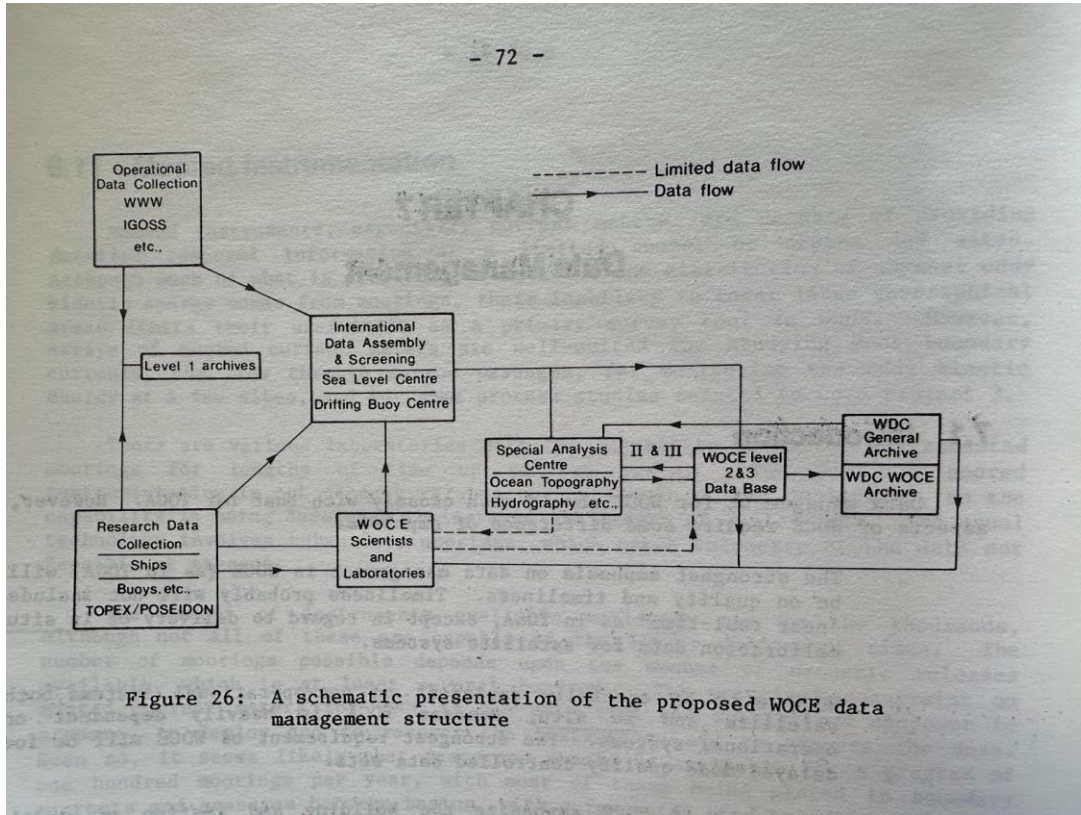 - 72 -
Operational
Data Collection
WWW
IGOSS
etc.,
Limited data flow
Data flow
International
Data Assembly
& Screening
Sea Level Centre
Drifting Buoy Centre
Level 1 archives
Special Analysis
Centre
Ocean Topography
Hydrography etc.,
II & III
WOCE level
2&3
Data Base
WDC
General
Archive
WDC WOCE
Archive
Research Data
Collection
Ships
Buoys.etc.,
TOPEX/POSEIDON
WOCE
Scientists
and
Laboratories
Figure 26: A schematic presentation of the proposed WOCE data
management structure